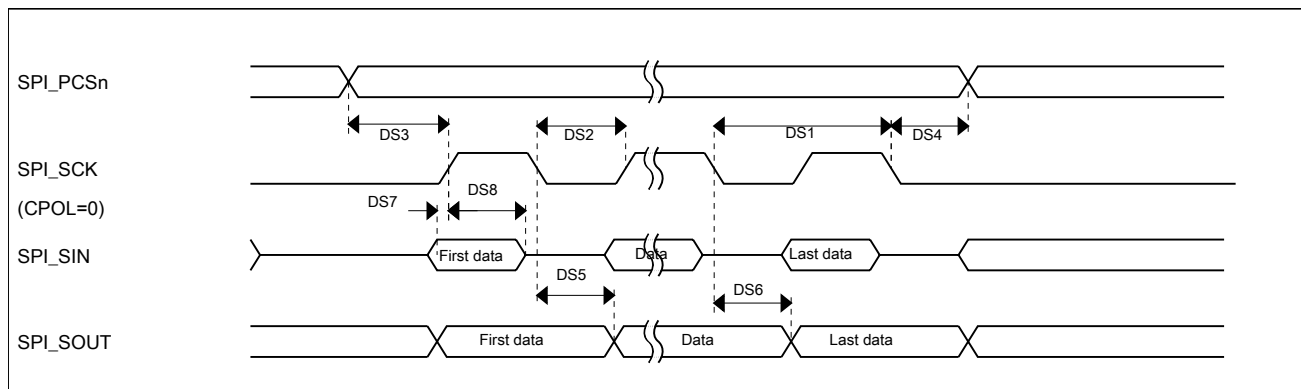 SPI_PCSn
DS3
DS2
DS1
DS4
SPI_SCK
(CPOL=0)
DS7
DS8
SPI_SIN
First data
Data
Last data
DS5
DS6
SPI_SOUT
First data
Data
Last data